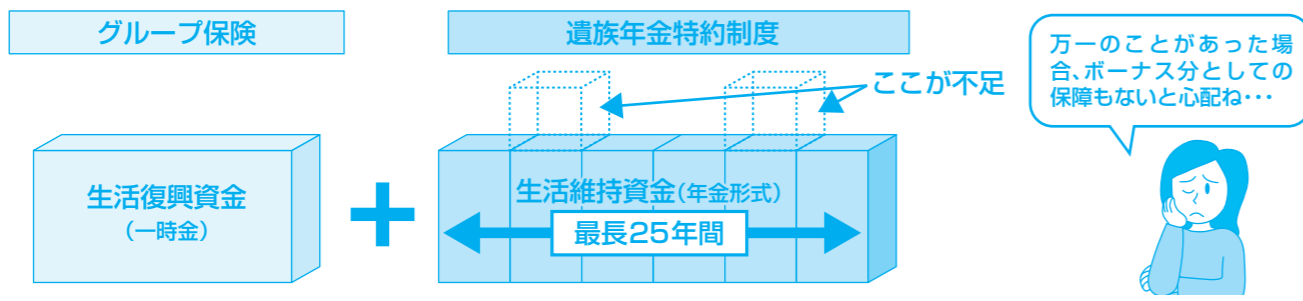 グループ保険
遺族年金特約制度
ここが不足
万一のことがあった場
合、ボーナス分としての
保障もないと心配ね・・・
生活復興資金
(一時金)
+
生活維持資金(年金形式)
最長25年間